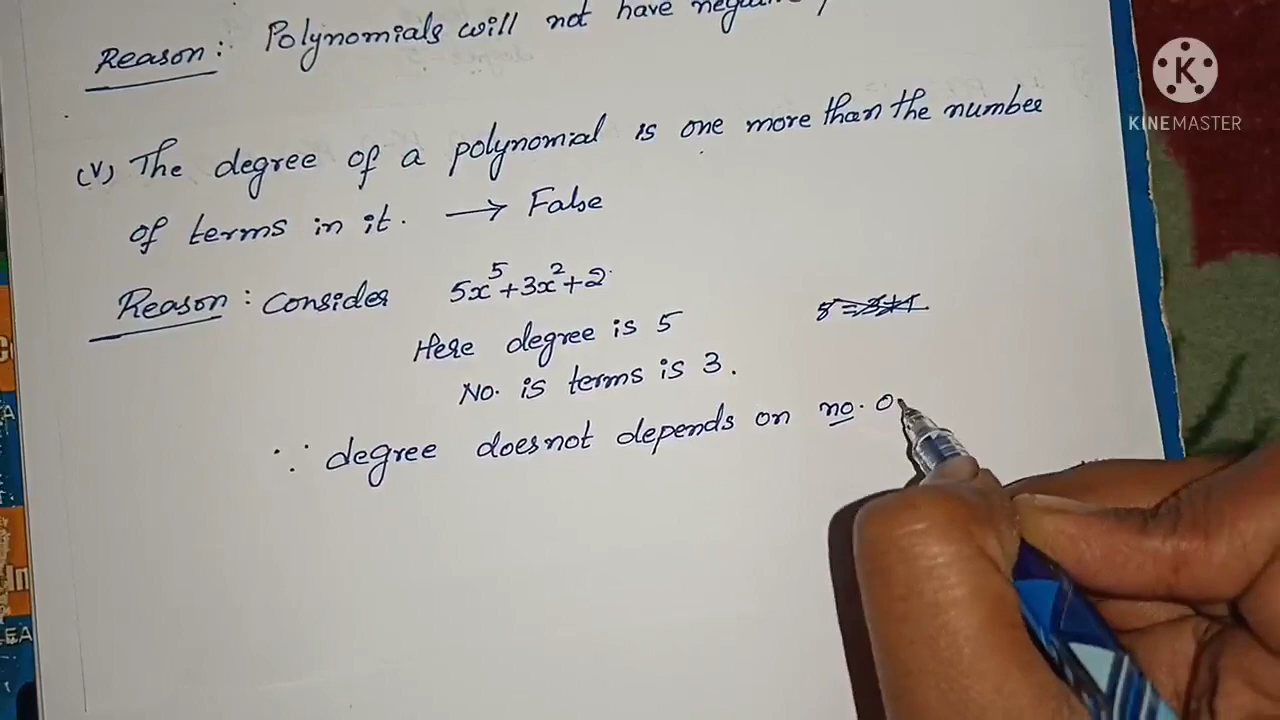 Reason: Polynomials will not have
(V) The degree of a polynomial is one more than the number
of terms in it. → False
Reason: Consider 5x⁵+3x²+2
Here degree is 5
No. is terms is 3.
∴ degree does not depends on no. o
K
KINEMASTER